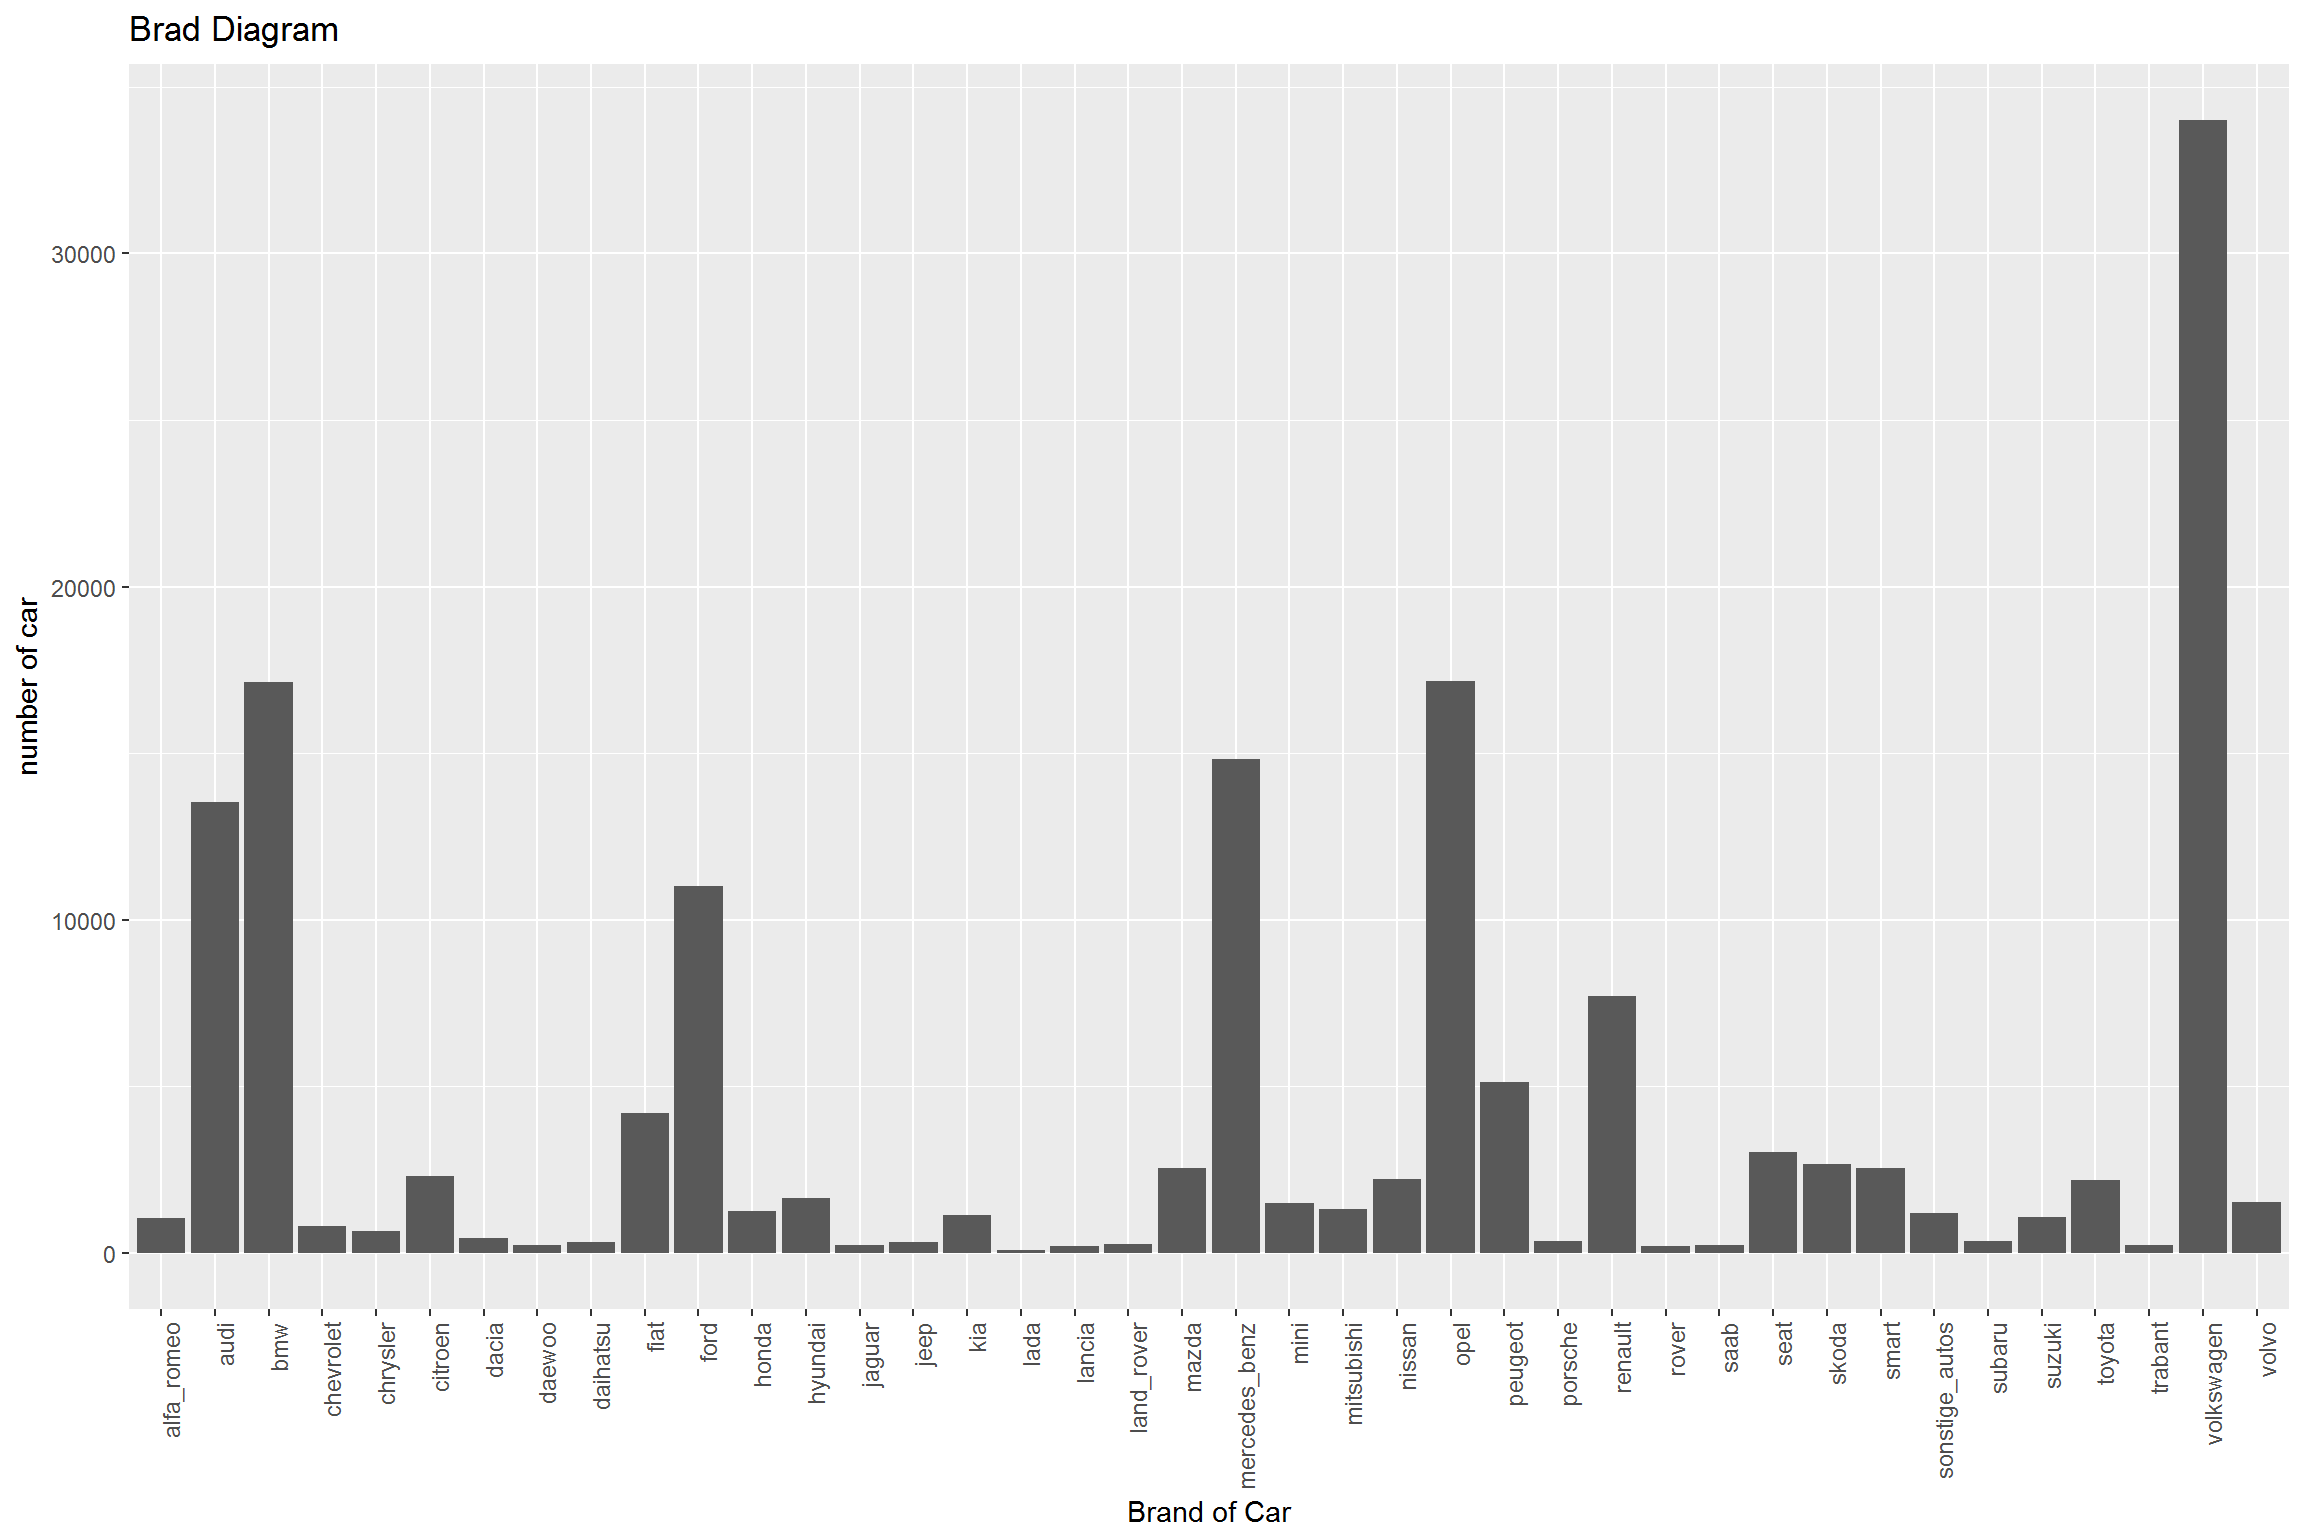 Brad Diagram
number of car
30000
20000
10000
0
alfa_romeo
audi
bmw
chevrolet
chrysler
citroen
dacia
daewoo
daihatsu
fiat
ford
honda
hyundai
jaguar
jeep
kia
lada
lancia
land_rover
mazda
mercedes_benz
mini
mitsubishi
nissan
opel
peugeot
porsche
renault
rover
saab
seat
skoda
smart
sonstige_autos
subaru
suzuki
toyota
trabant
volkswagen
volvo
Brand of Car